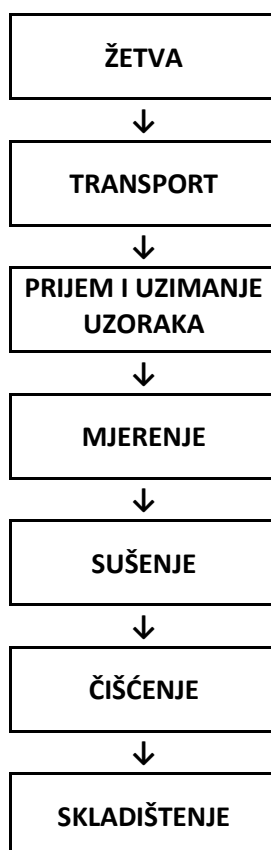 ŽETVA
↓
TRANSPORT
↓
PRIJEM I UZIMANJE
UZORAKA
↓
MJERENJE
↓
SUŠENJE
↓
ČIŠĆENJE
↓
SKLADIŠTENJE